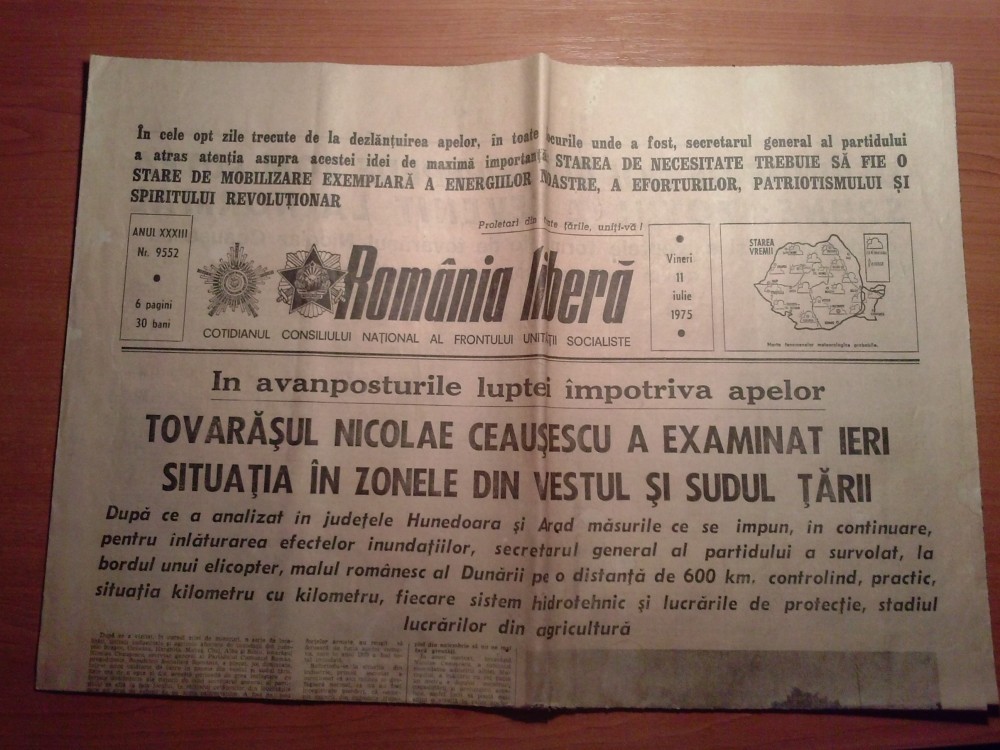 În cele opt zile trecute de la dezlănțuirea apelor, în toate locurile unde a fost, secretarul general al partidului
a atras atenția asupra acestei idei de maximă importanță: STAREA DE NECESITATE TREBUIE SĂ FIE O
STARE DE MOBILIZARE EXEMPLARĂ A ENERGIILOR NOASTRE, A EFORTURILOR, PATRIOTISMULUI ȘI
SPIRITULUI REVOLUȚIONAR
Proletari din toate țările, uniți-vă!
ANUL XXXIII
Nr. 9552
6 pagini
30 bani
România liberă
COTIDIANUL CONSILIULUI NAȚIONAL AL FRONTULUI UNITĂȚII SOCIALISTE
Vineri
11
iulie
1975
STAREA
VREMII
Harta fenomenelor meteorologice probabile.
In avanposturile luptei împotriva apelor
TOVARĂȘUL NICOLAE CEAUȘESCU A EXAMINAT IERI
SITUAȚIA ÎN ZONELE DIN VESTUL ȘI SUDUL ȚĂRII
După ce a analizat în județele Hunedoara și Arad măsurile ce se impun, în continuare,
pentru înlăturarea efectelor inundațiilor, secretarul general al partidului a survolat, la
bordul unui elicopter, malul românesc al Dunării pe o distanță de 600 km. controlînd, practic,
situația kilometru cu kilometru, fiecare sistem hidrotehnic și lucrările de protecție, stadiul
lucrărilor din agricultură